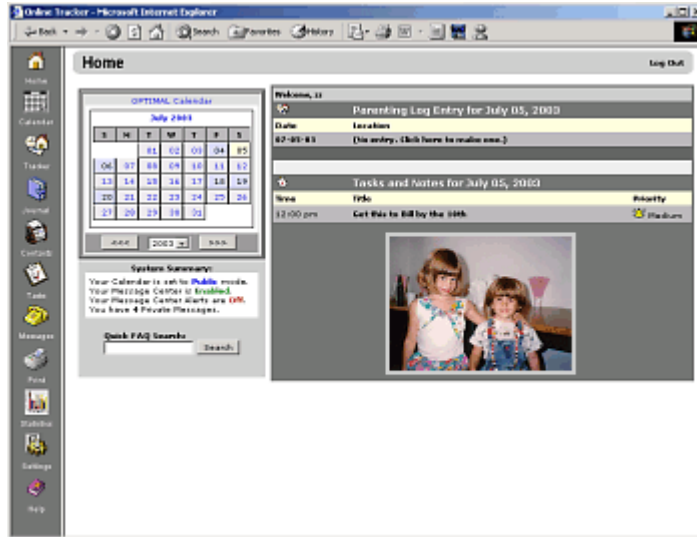 Online Tracker - Microsoft Internet Explorer
Back
Search Favorites History
Home
Log Out
Home
Calendar
Tracker
Journal
Contacts
Tasks
Messages
Print
Statistics
Settings
Help
OPTIMAL Calendar
July 2003
S M T W T F S
01 02 03 04 05
06 07 08 09 10 11 12
13 14 15 16 17 18 19
20 21 22 23 24 25 26
27 28 29 30 31
<<< 2003 >>>
System Summary:
Your Calendar is set to Public mode.
Your Message Center is Enabled.
Your Message Center Alerts are Off.
You have 4 Private Messages.
Quick FAQ Search:
Search
Welcome, zz
Parenting Log Entry for July 05, 2003
Date Location
07-05-03 (No entry. Click here to make one.)
Tasks and Notes for July 05, 2003
Time Title Priority
12:00 pm Get this to Bill by the 10th Medium